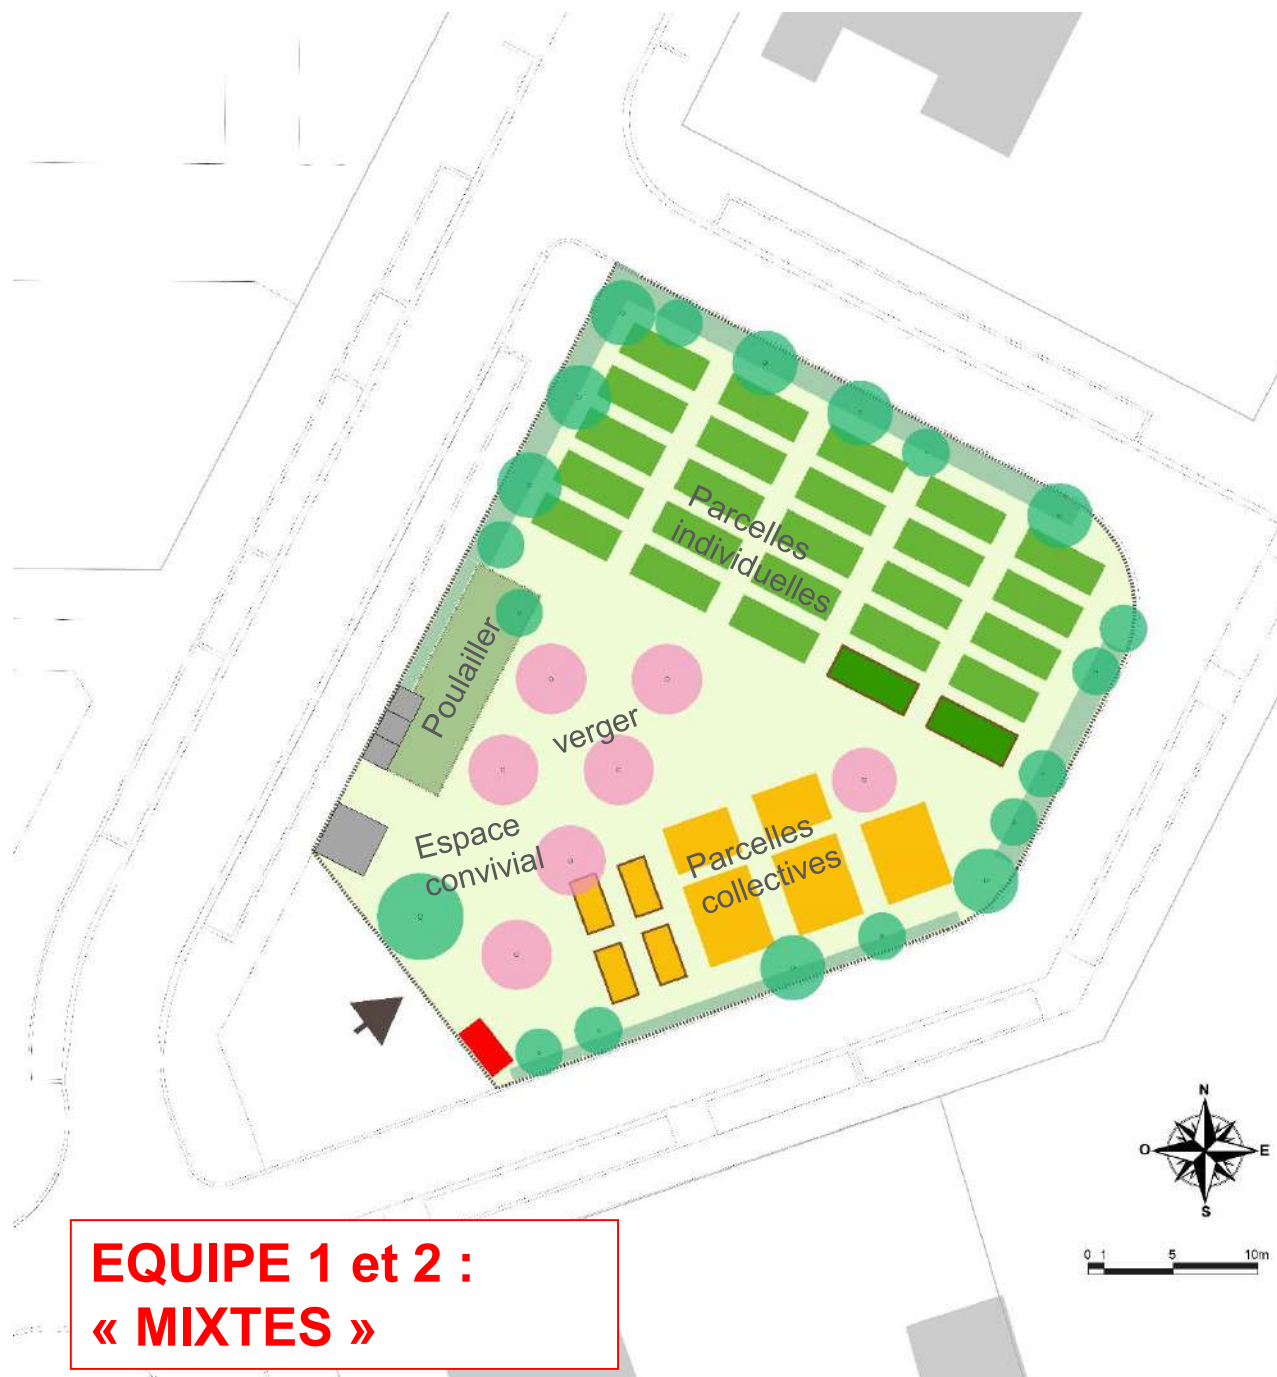 Parcelles
individuelles
Poulailler
verger
Espace
convivial
Parcelles
collectives
N
O
E
S
0 1 5 10m
EQUIPE 1 et 2 :
« MIXTES »